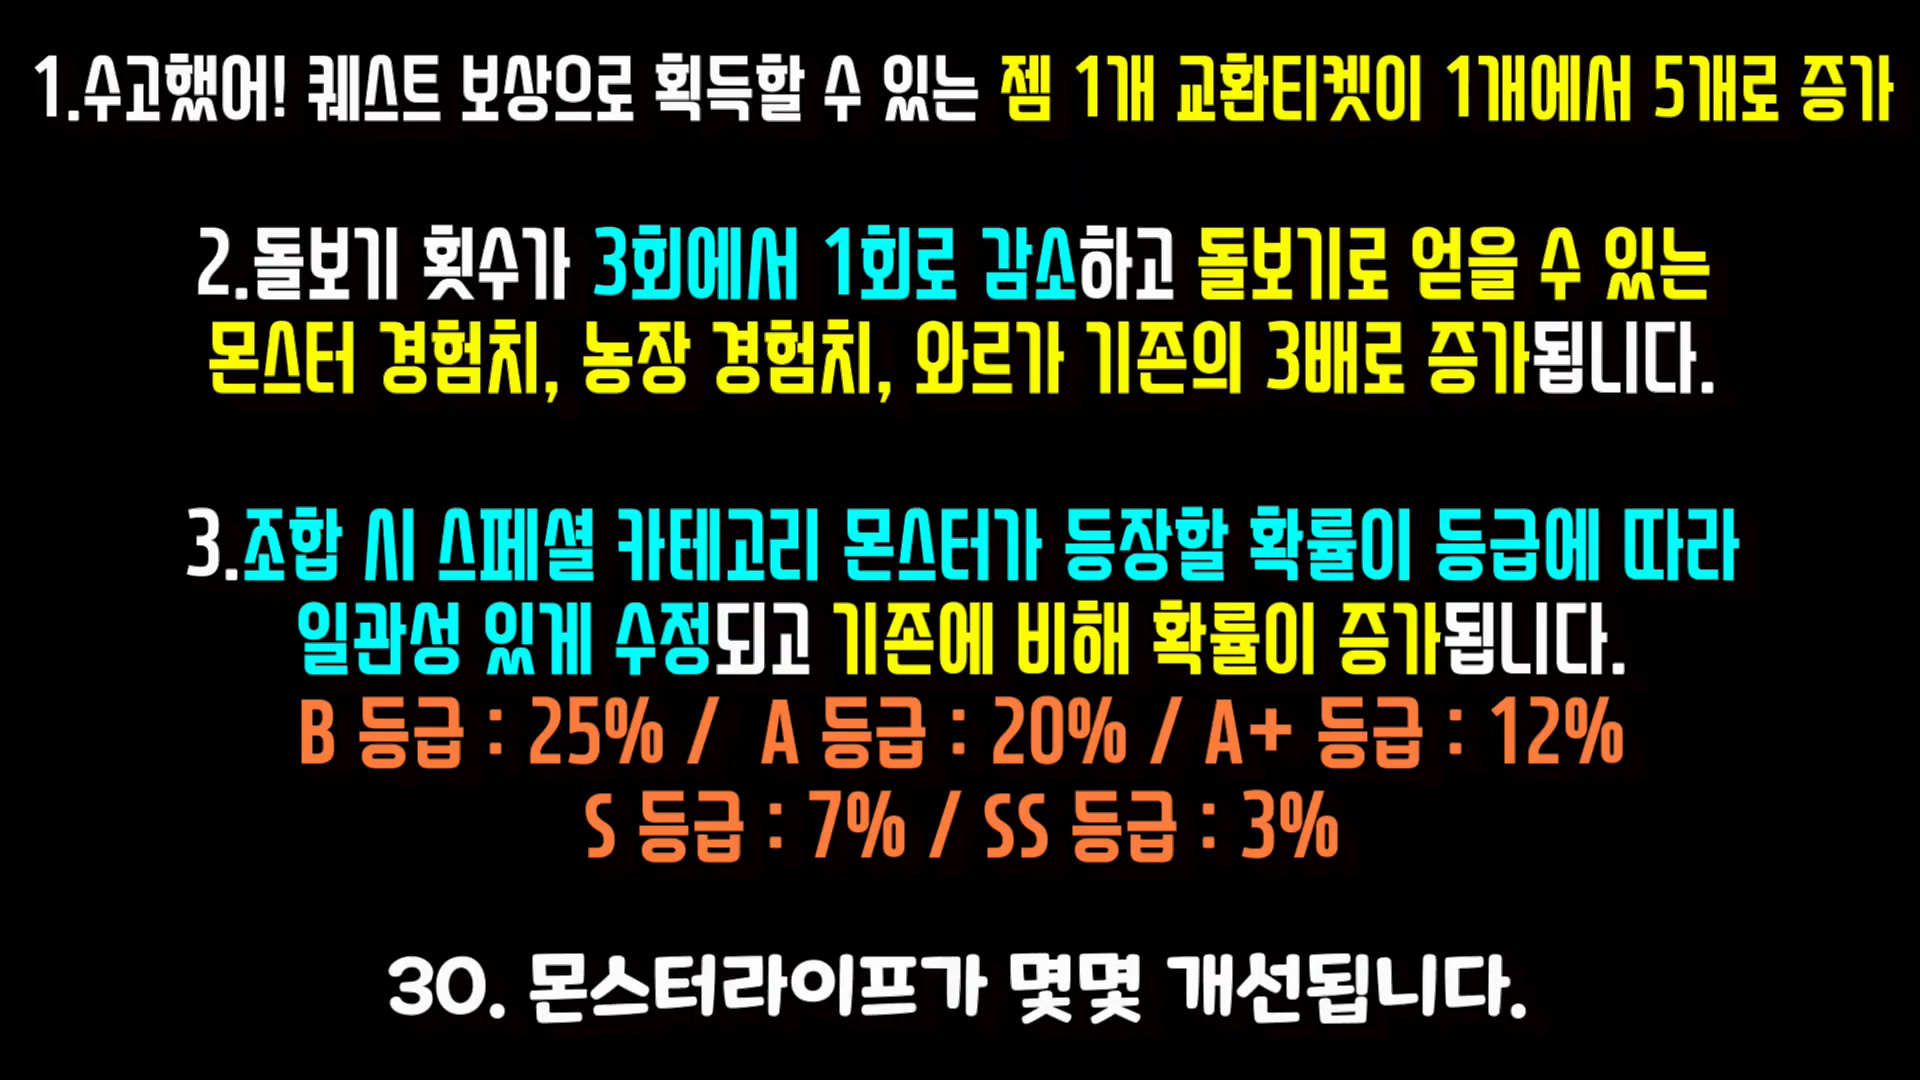 1.수고했어! 퀘스트 보상으로 획득할 수 있는 젬 1개 교환티켓이 1개에서 5개로 증가
2.돌보기 횟수가 3회에서 1회로 감소하고 돌보기로 얻을 수 있는
몬스터 경험치, 농장 경험치, 와르가 기존의 3배로 증가됩니다.
3.조합 시 스페셜 카테고리 몬스터가 등장할 확률이 등급에 따라
일관성 있게 수정되고 기존에 비해 확률이 증가됩니다.
B 등급 : 25% / A 등급 : 20% / A+ 등급 : 12%
S 등급 : 7% / SS 등급 : 3%
30. 몬스터라이프가 몇몇 개선됩니다.